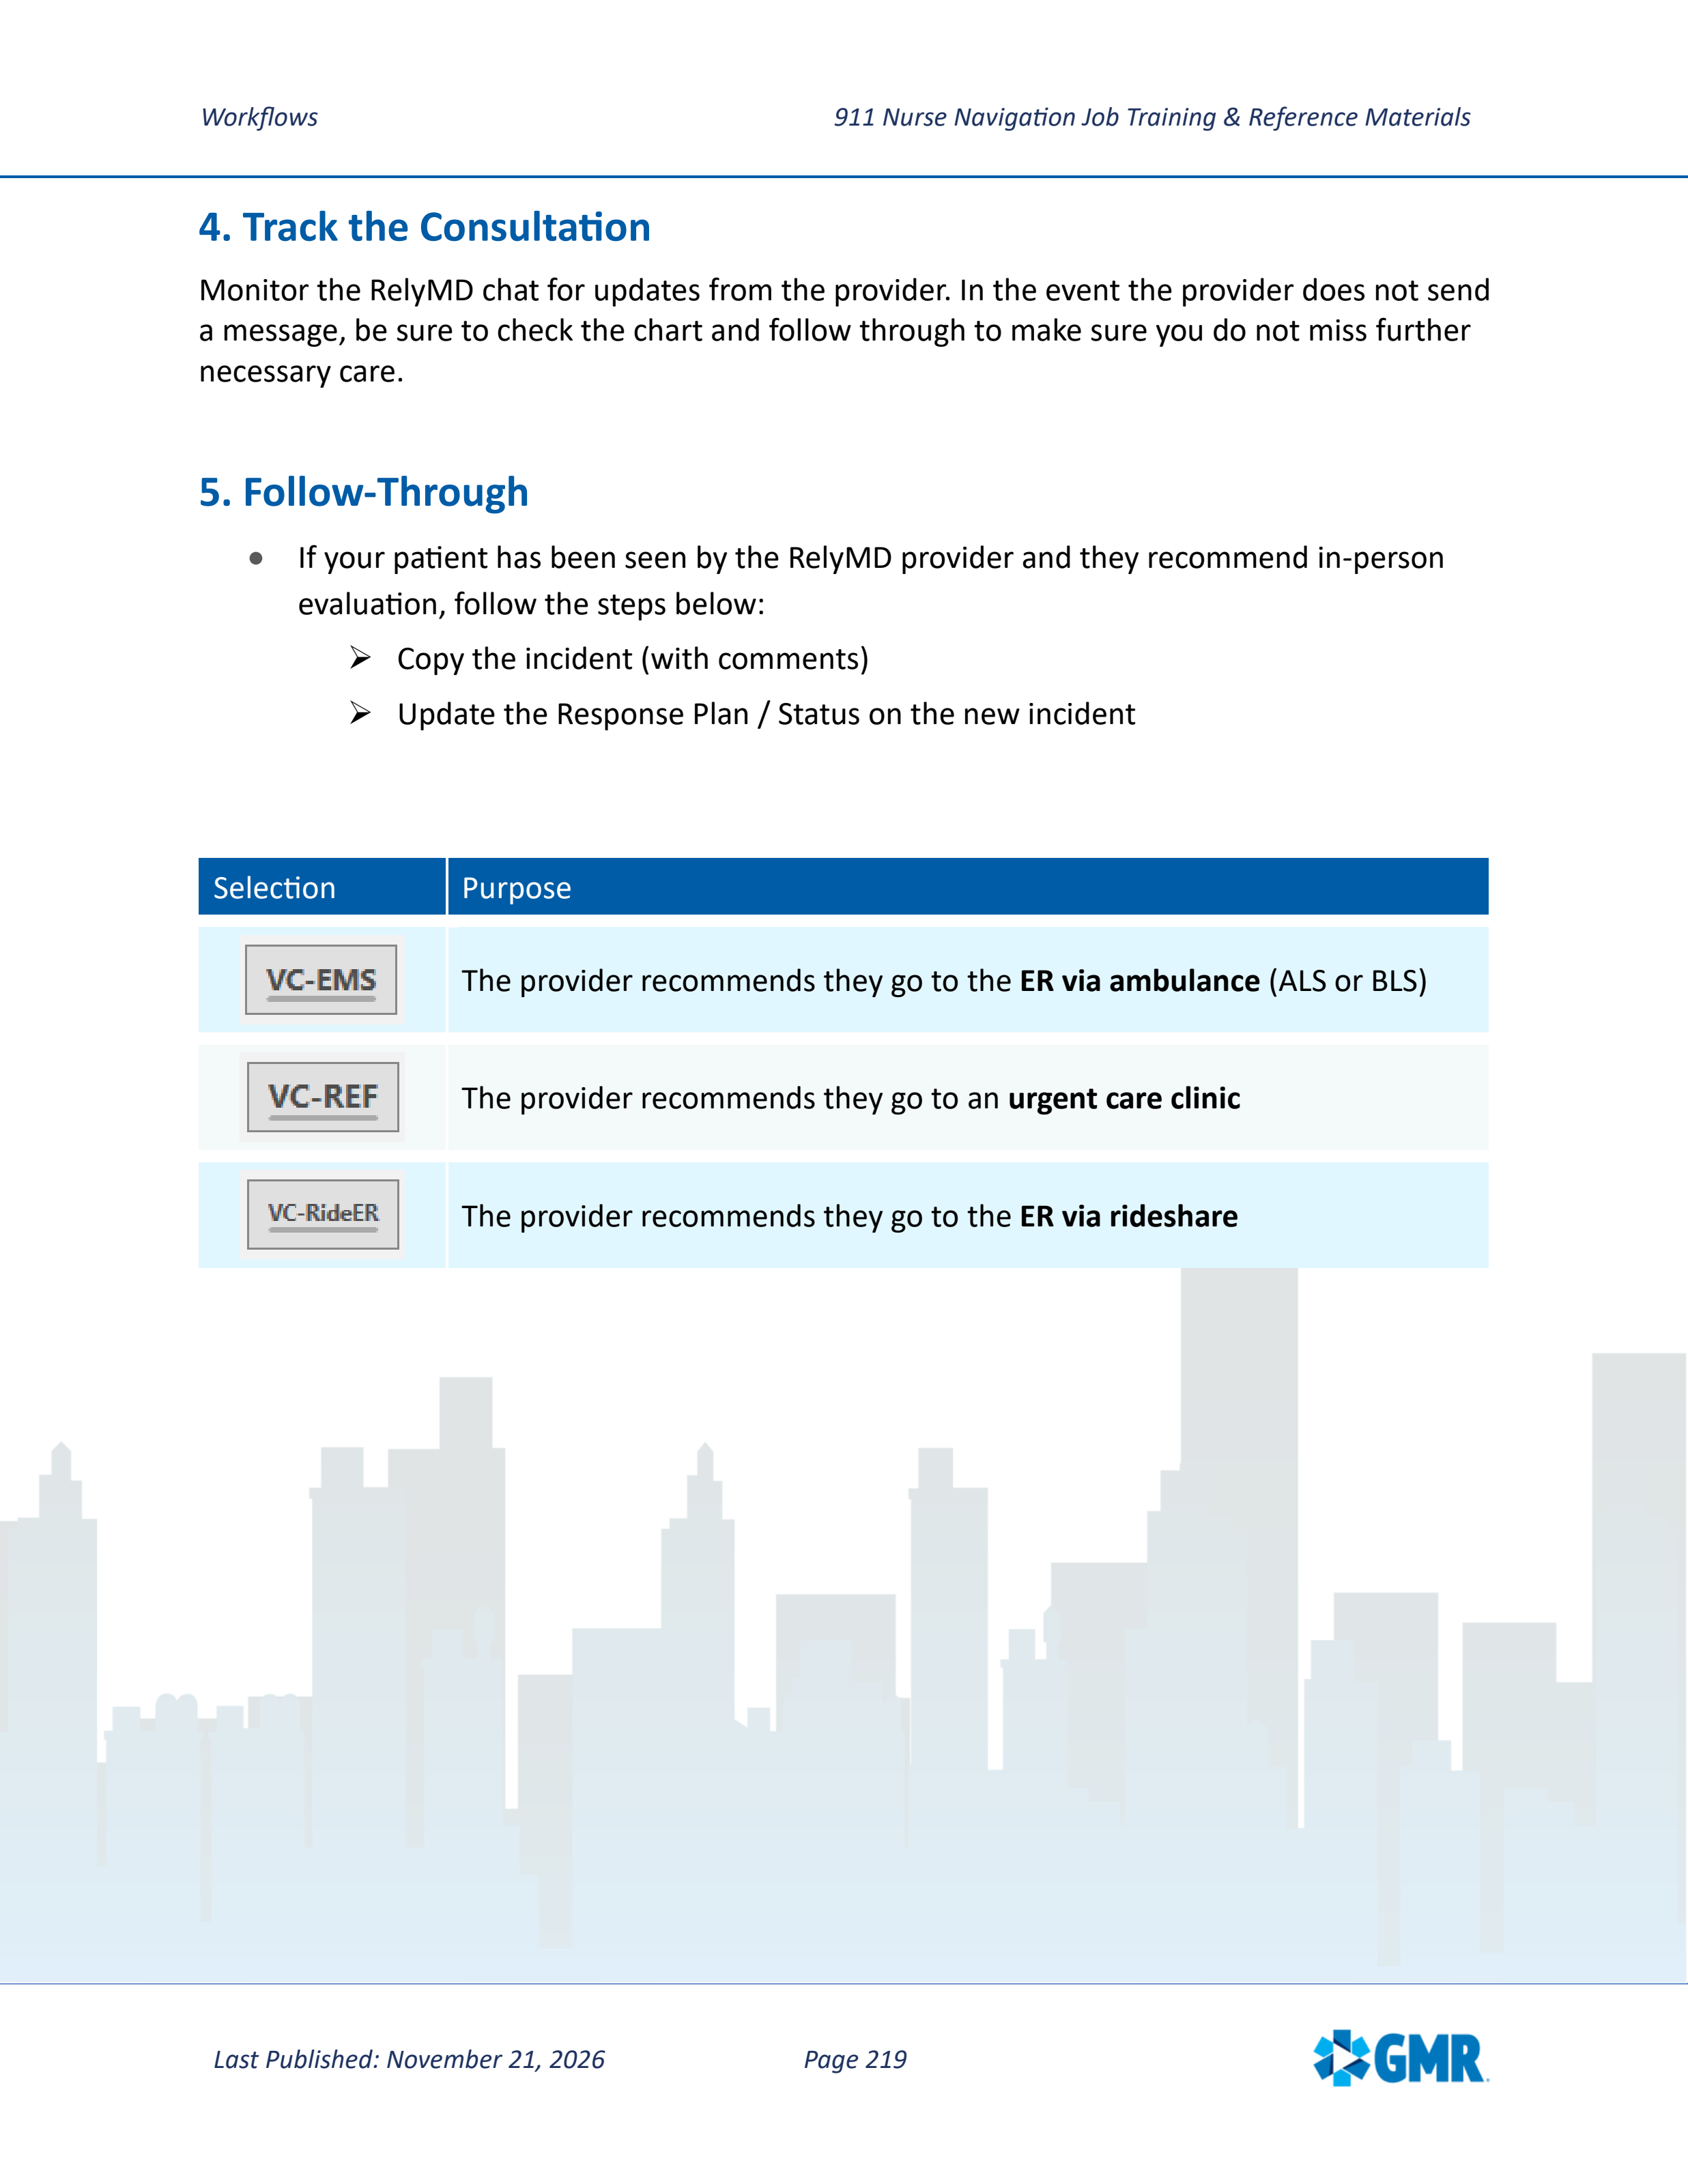 Workflows
911 Nurse Navigation Job Training & Reference Materials
4. Track the Consultation
Monitor the RelyMD chat for updates from the provider. In the event the provider does not send
a message, be sure to check the chart and follow through to make sure you do not miss further
necessary care.
5. Follow-Through
● If your patient has been seen by the RelyMD provider and they recommend in-person
evaluation, follow the steps below:
➢ Copy the incident (with comments)
➢ Update the Response Plan / Status on the new incident
Selection
Purpose
VC-EMS
The provider recommends they go to the ER via ambulance (ALS or BLS)
VC-REF
The provider recommends they go to an urgent care clinic
VC-RideER
The provider recommends they go to the ER via rideshare
Last Published: November 21, 2026
Page 219
GMR